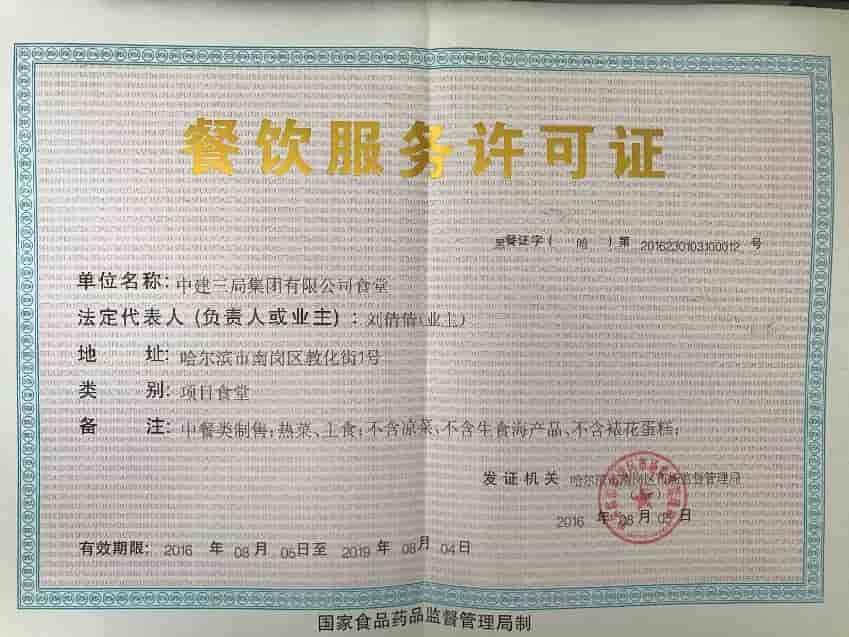 餐饮服务许可证
黑餐证字（ 哈 ）第 2016230103100012 号
单位名称：中建三局集团有限公司食堂
法定代表人（负责人或业主）：刘倩倩(业主)
地 址：哈尔滨市南岗区教化街1号
类 别：项目食堂
备 注：中餐类制售；热菜、主食；不含凉菜、不含生食海产品、不含裱花蛋糕；
发证机关 哈尔滨市南岗区市场监督管理局
2016 年 08 月 05 日
有效期限：2016 年 08 月 05日至 2019 年 08 月 04 日
国家食品药品监督管理局制